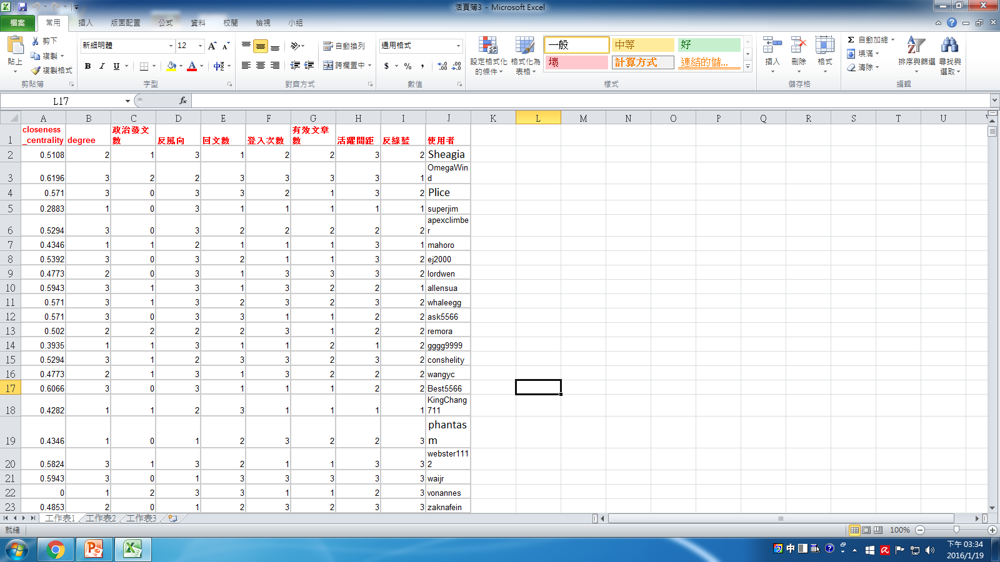 活頁簿3 - Microsoft Excel
檔案 常用 插入 版面配置 公式 資料 校閱 檢視 小組
貼上 剪下 複製 複製格式 剪貼簿
新細明體 12 A A
B I U A 中 字型
自動換列
跨欄置中
對齊方式
通用格式
$ % , .00 .00
數值
設定格式化的條件 格式化為表格
一般 中等 好
壞 計算方式 連結的儲...
樣式
插入 刪除 格式
儲存格
Σ 自動加總
填滿
清除
排序與篩選 尋找與選取
編輯
L17 fx
A B C D E F G H I J K L M N O P Q R S T U
1 closeness_centrality degree 政治發文數 反風向 回文數 登入次數 有效文章數 活躍間距 反綠藍 使用者
2 0.5108 2 1 3 1 2 2 3 2 Sheagia
3 0.6196 3 2 2 3 3 3 3 1 OmegaWind
4 0.571 3 0 3 3 2 1 3 2 Plice
5 0.2883 1 0 3 1 1 1 1 1 superjim
6 0.5294 3 0 3 2 2 2 2 2 apexclimber
7 0.4346 1 1 2 1 1 1 3 1 mahoro
8 0.5392 3 0 3 2 1 1 3 2 ej2000
9 0.4773 2 0 3 1 3 3 3 2 lordwen
10 0.5943 3 1 3 1 3 2 2 1 allensua
11 0.571 3 1 3 2 3 2 3 2 whaleegg
12 0.571 3 0 3 3 1 1 2 2 ask5566
13 0.502 2 2 2 2 3 1 2 2 remora
14 0.3935 1 1 3 1 1 2 1 2 gggg9999
15 0.5294 3 1 2 3 3 2 3 2 conshelity
16 0.4773 2 1 3 1 3 2 2 2 wangyc
17 0.6066 3 0 3 1 1 1 2 2 Best5566
18 0.4282 1 1 2 3 1 1 1 1 KingChang711
19 0.4346 1 0 1 2 3 2 2 3 phantasm
20 0.5824 3 1 3 2 1 1 3 3 webster1112
21 0.5943 3 0 1 3 3 3 3 3 waijr
22 0 1 2 3 3 1 1 2 3 vonannes
23 0.4853 2 0 1 2 3 2 3 3 zaknafein
工作表1 工作表2 工作表3
就緒 100%
中
下午 03:34
2016/1/19